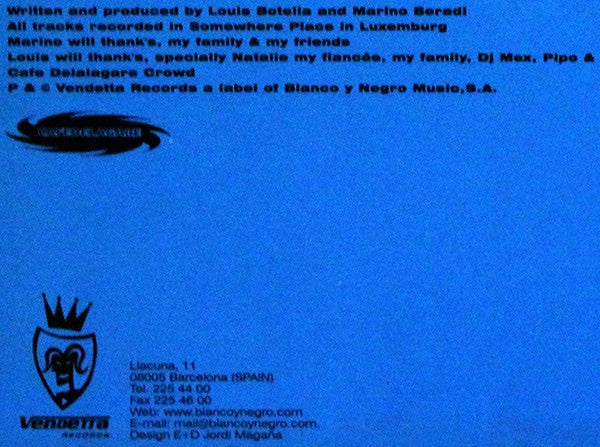 Written and produced by Louis Botella and Marino Beradi
All tracks recorded in Somewhere Place in Luxemburg
Marino will thank's, my family & my friends
Louis will thank's, specially Natalie my fiancée, my family, Dj Mex, Pipo &
Cafe Delalagare Crowd
P & © Vendetta Records a label of Blanco y Negro Music,S.A.
Llacuna, 11
08005 Barcelona (SPAIN)
Tel. 225 44 00
Fax 225 46 00
Web: www.blancoynegro.com
E-mail: mail@blancoynegro.com.
Design E+D Jordi Magaña
Vendetta
RECORDS